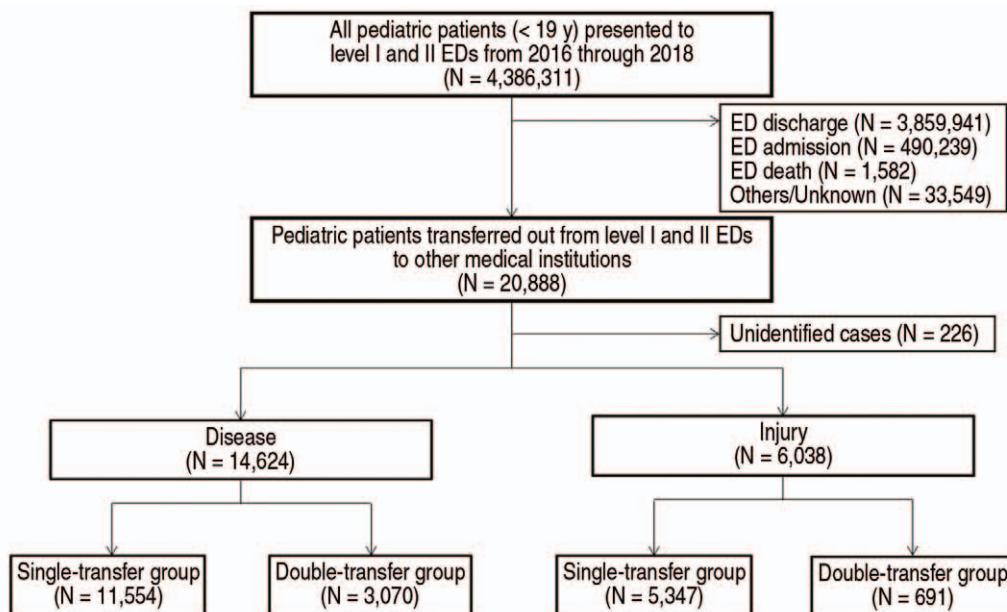 All pediatric patients (< 19 y) presented to
level I and II EDs from 2016 through 2018
(N = 4,386,311)
ED discharge (N = 3,859,941)
ED admission (N = 490,239)
ED death (N = 1,582)
Others/Unknown (N = 33,549)
Pediatric patients transferred out from level I and II EDs
to other medical institutions
(N = 20,888)
Unidentified cases (N = 226)
Disease
(N = 14,624)
Injury
(N = 6,038)
Single-transfer group
(N = 11,554)
Double-transfer group
(N = 3,070)
Single-transfer group
(N = 5,347)
Double-transfer group
(N = 691)